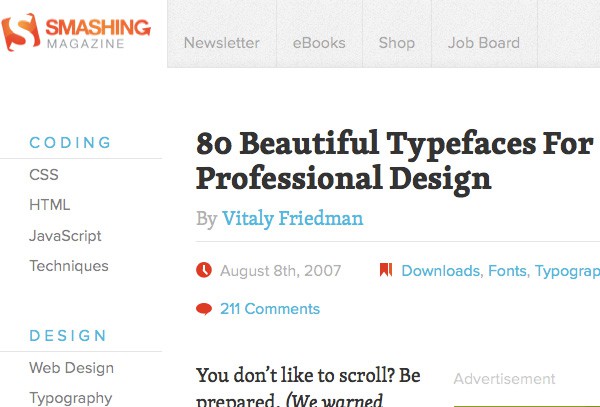 SMASHING
MAGAZINE
Newsletter eBooks Shop Job Board
CODING
CSS
HTML
JavaScript
Techniques
DESIGN
Web Design
Typography
80 Beautiful Typefaces For
Professional Design
By Vitaly Friedman
August 8th, 2007 Downloads, Fonts, Typograp
211 Comments
You don’t like to scroll? Be
prepared. (We warned
Advertisement